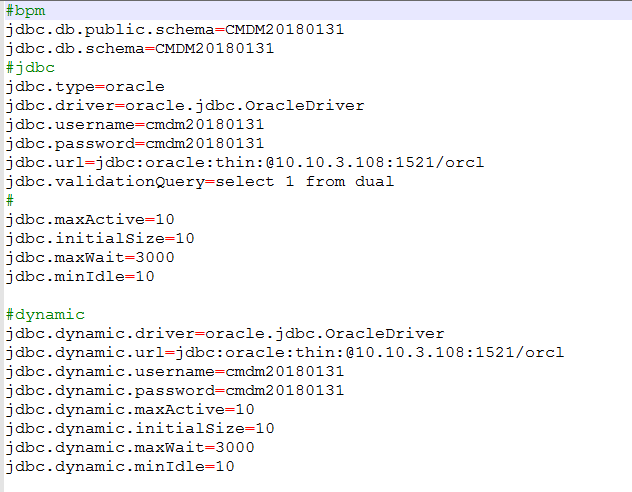 #bpm
jdbc.db.public.schema=CMDM20180131
jdbc.db.schema=CMDM20180131
#jdbc
jdbc.type=oracle
jdbc.driver=oracle.jdbc.OracleDriver
jdbc.username=cmdm20180131
jdbc.password=cmdm20180131
jdbc.url=jdbc:oracle:thin:@10.10.3.108:1521/orcl
jdbc.validationQuery=select 1 from dual
#
jdbc.maxActive=10
jdbc.initialSize=10
jdbc.maxWait=3000
jdbc.minIdle=10
#dynamic
jdbc.dynamic.driver=oracle.jdbc.OracleDriver
jdbc.dynamic.url=jdbc:oracle:thin:@10.10.3.108:1521/orcl
jdbc.dynamic.username=cmdm20180131
jdbc.dynamic.password=cmdm20180131
jdbc.dynamic.maxActive=10
jdbc.dynamic.initialSize=10
jdbc.dynamic.maxWait=3000
jdbc.dynamic.minIdle=10